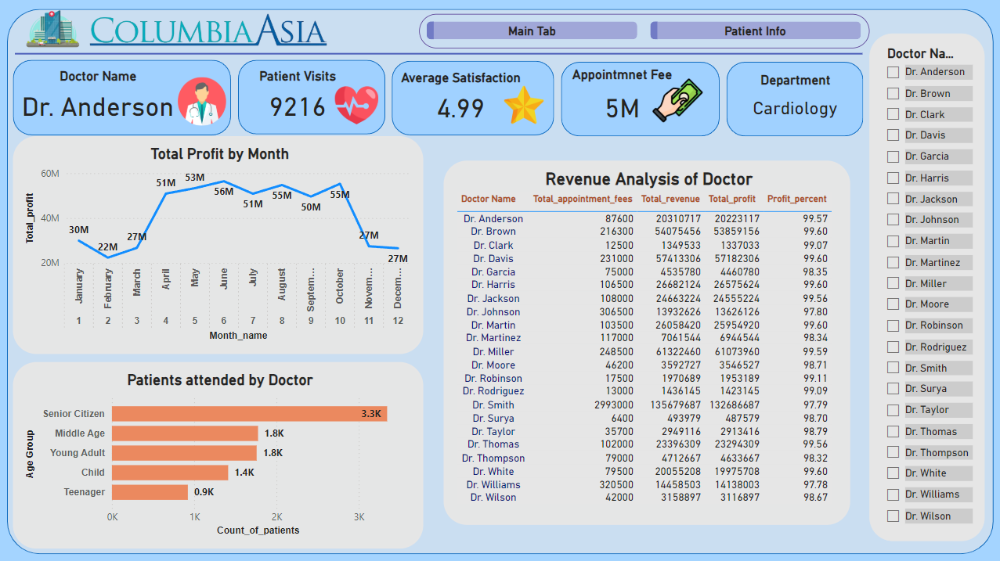 COLUMBIAASIA
Main Tab
Patient Info
Doctor Name
Dr. Anderson
Patient Visits
9216
Average Satisfaction
4.99
Appointmnet Fee
5M
Department
Cardiology
Total Profit by Month
Total_profit
60M
40M
20M
30M
22M
27M
51M
53M
56M
51M
55M
50M
55M
27M
27M
January
February
March
April
May
June
July
August
Septem...
October
Novem...
Decem...
1 2 3 4 5 6 7 8 9 10 11 12
Month_name
Patients attended by Doctor
Age Group
Senior Citizen 3.3K
Middle Age 1.8K
Young Adult 1.8K
Child 1.4K
Teenager 0.9K
0K 1K 2K 3K
Count_of_patients
Revenue Analysis of Doctor
Doctor Name Total_appointment_fees Total_revenue Total_profit Profit_percent
Dr. Anderson 87600 20310717 20223117 99.57
Dr. Brown 216300 54075456 53859156 99.60
Dr. Clark 12500 1349533 1337033 99.07
Dr. Davis 231000 57413306 57182306 99.60
Dr. Garcia 75000 4535780 4460780 98.35
Dr. Harris 106500 26682124 26575624 99.60
Dr. Jackson 108000 24663224 24555224 99.56
Dr. Johnson 306500 13932626 13626126 97.80
Dr. Martin 103500 26058420 25954920 99.60
Dr. Martinez 117000 7061544 6944544 98.34
Dr. Miller 248500 61322460 61073960 99.59
Dr. Moore 46200 3592727 3546527 98.71
Dr. Robinson 17500 1970689 1953189 99.11
Dr. Rodriguez 13000 1436145 1423145 99.09
Dr. Smith 2993000 135679687 132686687 97.79
Dr. Surya 6400 493979 487579 98.70
Dr. Taylor 35700 2949116 2913416 98.79
Dr. Thomas 102000 23396309 23294309 99.56
Dr. Thompson 79000 4712667 4633667 98.32
Dr. White 79500 20055208 19975708 99.60
Dr. Williams 320500 14458503 14138003 97.78
Dr. Wilson 42000 3158897 3116897 98.67
Doctor Na...
Dr. Anderson
Dr. Brown
Dr. Clark
Dr. Davis
Dr. Garcia
Dr. Harris
Dr. Jackson
Dr. Johnson
Dr. Martin
Dr. Martinez
Dr. Miller
Dr. Moore
Dr. Robinson
Dr. Rodriguez
Dr. Smith
Dr. Surya
Dr. Taylor
Dr. Thomas
Dr. Thompson
Dr. White
Dr. Williams
Dr. Wilson